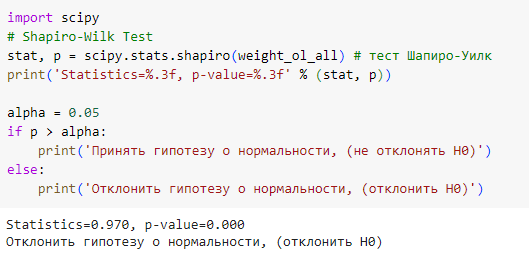 import scipy
# Shapiro-Wilk Test
stat, p = scipy.stats.shapiro(weight_ol_all) # тест Шапиро-Уилк
print('Statistics=%.3f, p-value=%.3f' % (stat, p))
alpha = 0.05
if p > alpha:
    print('Принять гипотезу о нормальности, (не отклонять H0)')
else:
    print('Отклонить гипотезу о нормальности, (отклонить H0)')
Statistics=0.970, p-value=0.000
Отклонить гипотезу о нормальности, (отклонить H0)